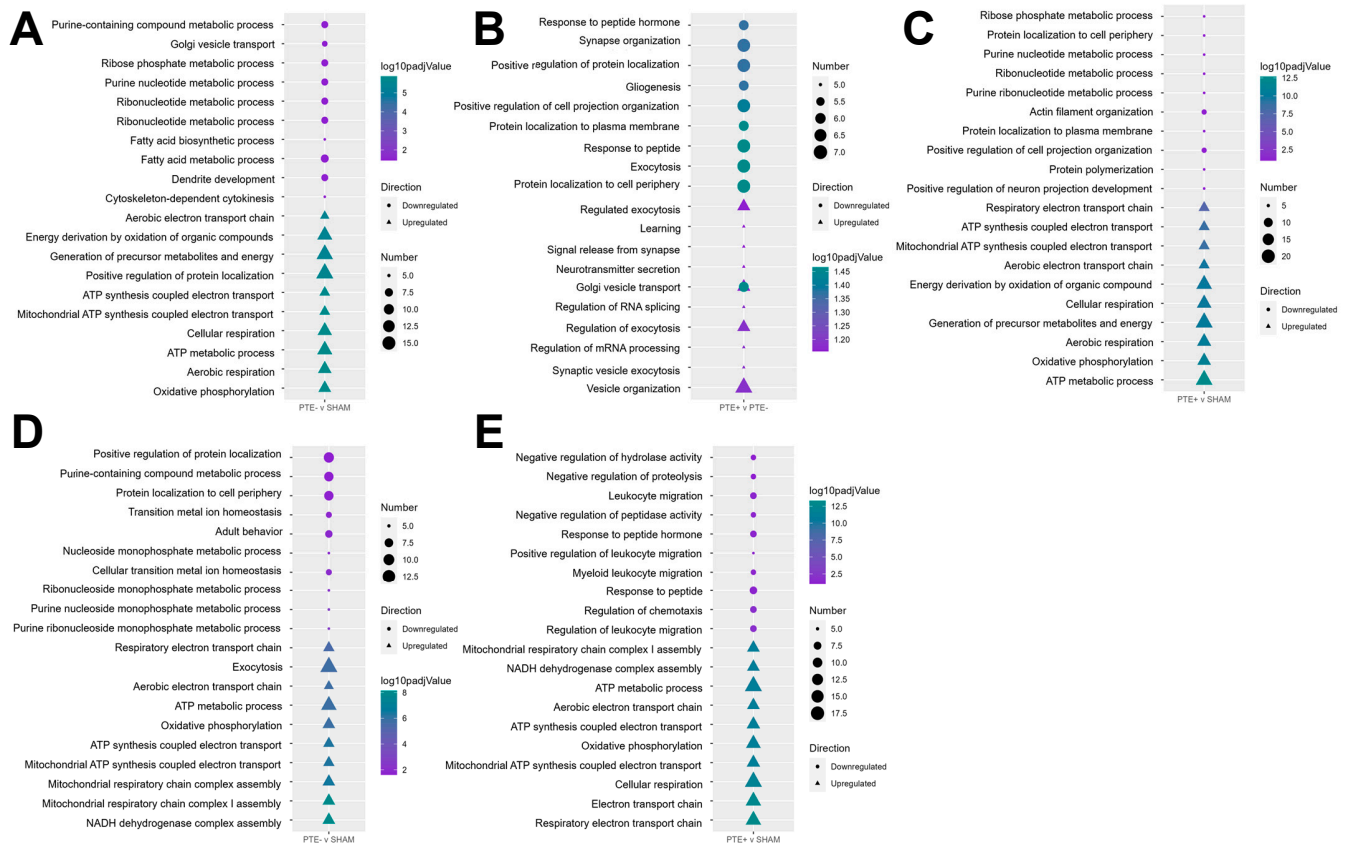 A
Purine-containing compound metabolic process
Golgi vesicle transport
Ribose phosphate metabolic process
Purine nucleotide metabolic process
Ribonucleotide metabolic process
Ribonucleotide metabolic process
Fatty acid biosynthetic process
Fatty acid metabolic process
Dendrite development
Cytoskeleton-dependent cytokinesis
Aerobic electron transport chain
Energy derivation by oxidation of organic compounds
Generation of precursor metabolites and energy
Positive regulation of protein localization
ATP synthesis coupled electron transport
Mitochondrial ATP synthesis coupled electron transport
Cellular respiration
ATP metabolic process
Aerobic respiration
Oxidative phosphorylation
PTE- v SHAM
log10padjValue
5
4
3
2
Direction
Downregulated
Upregulated
Number
5.0
7.5
10.0
12.5
15.0
B
Response to peptide hormone
Synapse organization
Positive regulation of protein localization
Gliogenesis
Positive regulation of cell projection organization
Protein localization to plasma membrane
Response to peptide
Exocytosis
Protein localization to cell periphery
Regulated exocytosis
Learning
Signal release from synapse
Neurotransmitter secretion
Golgi vesicle transport
Regulation of RNA splicing
Regulation of exocytosis
Regulation of mRNA processing
Synaptic vesicle exocytosis
Vesicle organization
PTE+ v PTE-
Number
5.0
5.5
6.0
6.5
7.0
Direction
Downregulated
Upregulated
log10padjValue
1.45
1.40
1.35
1.30
1.25
1.20
C
Ribose phosphate metabolic process
Protein localization to cell periphery
Purine nucleotide metabolic process
Ribonucleotide metabolic process
Purine ribonucleotide metabolic process
Actin filament organization
Protein localization to plasma membrane
Positive regulation of cell projection organization
Protein polymerization
Positive regulation of neuron projection development
Respiratory electron transport chain
ATP synthesis coupled electron transport
Mitochondrial ATP synthesis coupled electron transport
Aerobic electron transport chain
Energy derivation by oxidation of organic compound
Cellular respiration
Generation of precursor metabolites and energy
Aerobic respiration
Oxidative phosphorylation
ATP metabolic process
PTE+ v SHAM
log10padjValue
12.5
10.0
7.5
5.0
2.5
Number
5
10
15
20
Direction
Downregulated
Upregulated
D
Positive regulation of protein localization
Purine-containing compound metabolic process
Protein localization to cell periphery
Transition metal ion homeostasis
Adult behavior
Nucleoside monophosphate metabolic process
Cellular transition metal ion homeostasis
Ribonucleoside monophosphate metabolic process
Purine nucleoside monophosphate metabolic process
Purine ribonucleoside monophosphate metabolic process
Respiratory electron transport chain
Exocytosis
Aerobic electron transport chain
ATP metabolic process
Oxidative phosphorylation
ATP synthesis coupled electron transport
Mitochondrial ATP synthesis coupled electron transport
Mitochondrial respiratory chain complex assembly
Mitochondrial respiratory chain complex I assembly
NADH dehydrogenase complex assembly
PTE- v SHAM
Number
5.0
7.5
10.0
12.5
Direction
Downregulated
Upregulated
log10padjValue
8
6
4
2
E
Negative regulation of hydrolase activity
Negative regulation of proteolysis
Leukocyte migration
Negative regulation of peptidase activity
Response to peptide hormone
Positive regulation of leukocyte migration
Myeloid leukocyte migration
Response to peptide
Regulation of chemotaxis
Regulation of leukocyte migration
Mitochondrial respiratory chain complex I assembly
NADH dehydrogenase complex assembly
ATP metabolic process
Aerobic electron transport chain
ATP synthesis coupled electron transport
Oxidative phosphorylation
Mitochondrial ATP synthesis coupled electron transport
Cellular respiration
Electron transport chain
Respiratory electron transport chain
PTE+ v SHAM
log10padjValue
12.5
10.0
7.5
5.0
2.5
Number
5.0
7.5
10.0
12.5
15.0
17.5
Direction
Downregulated
Upregulated